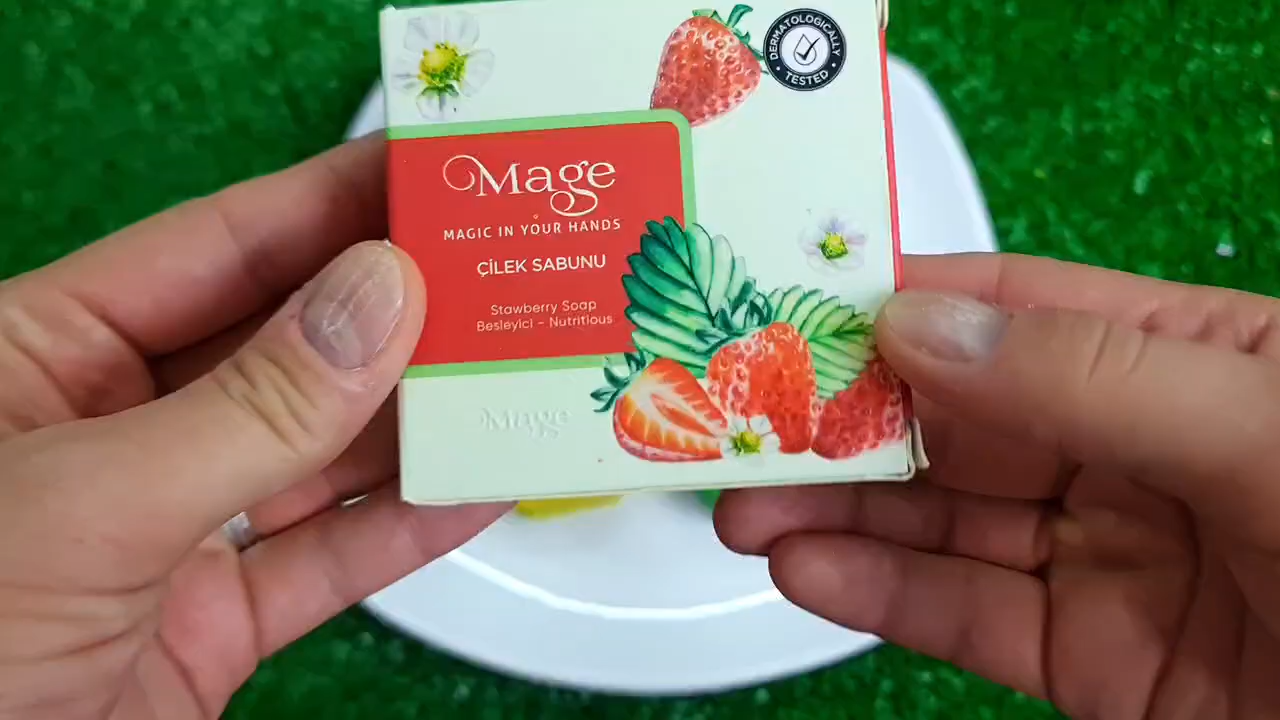 DERMATOLOGICALLY
TESTED
Mage
MAGIC IN YOUR HANDS
ÇİLEK SABUNU
Stawberry Soap
Besleyici - Nutritious
Mage